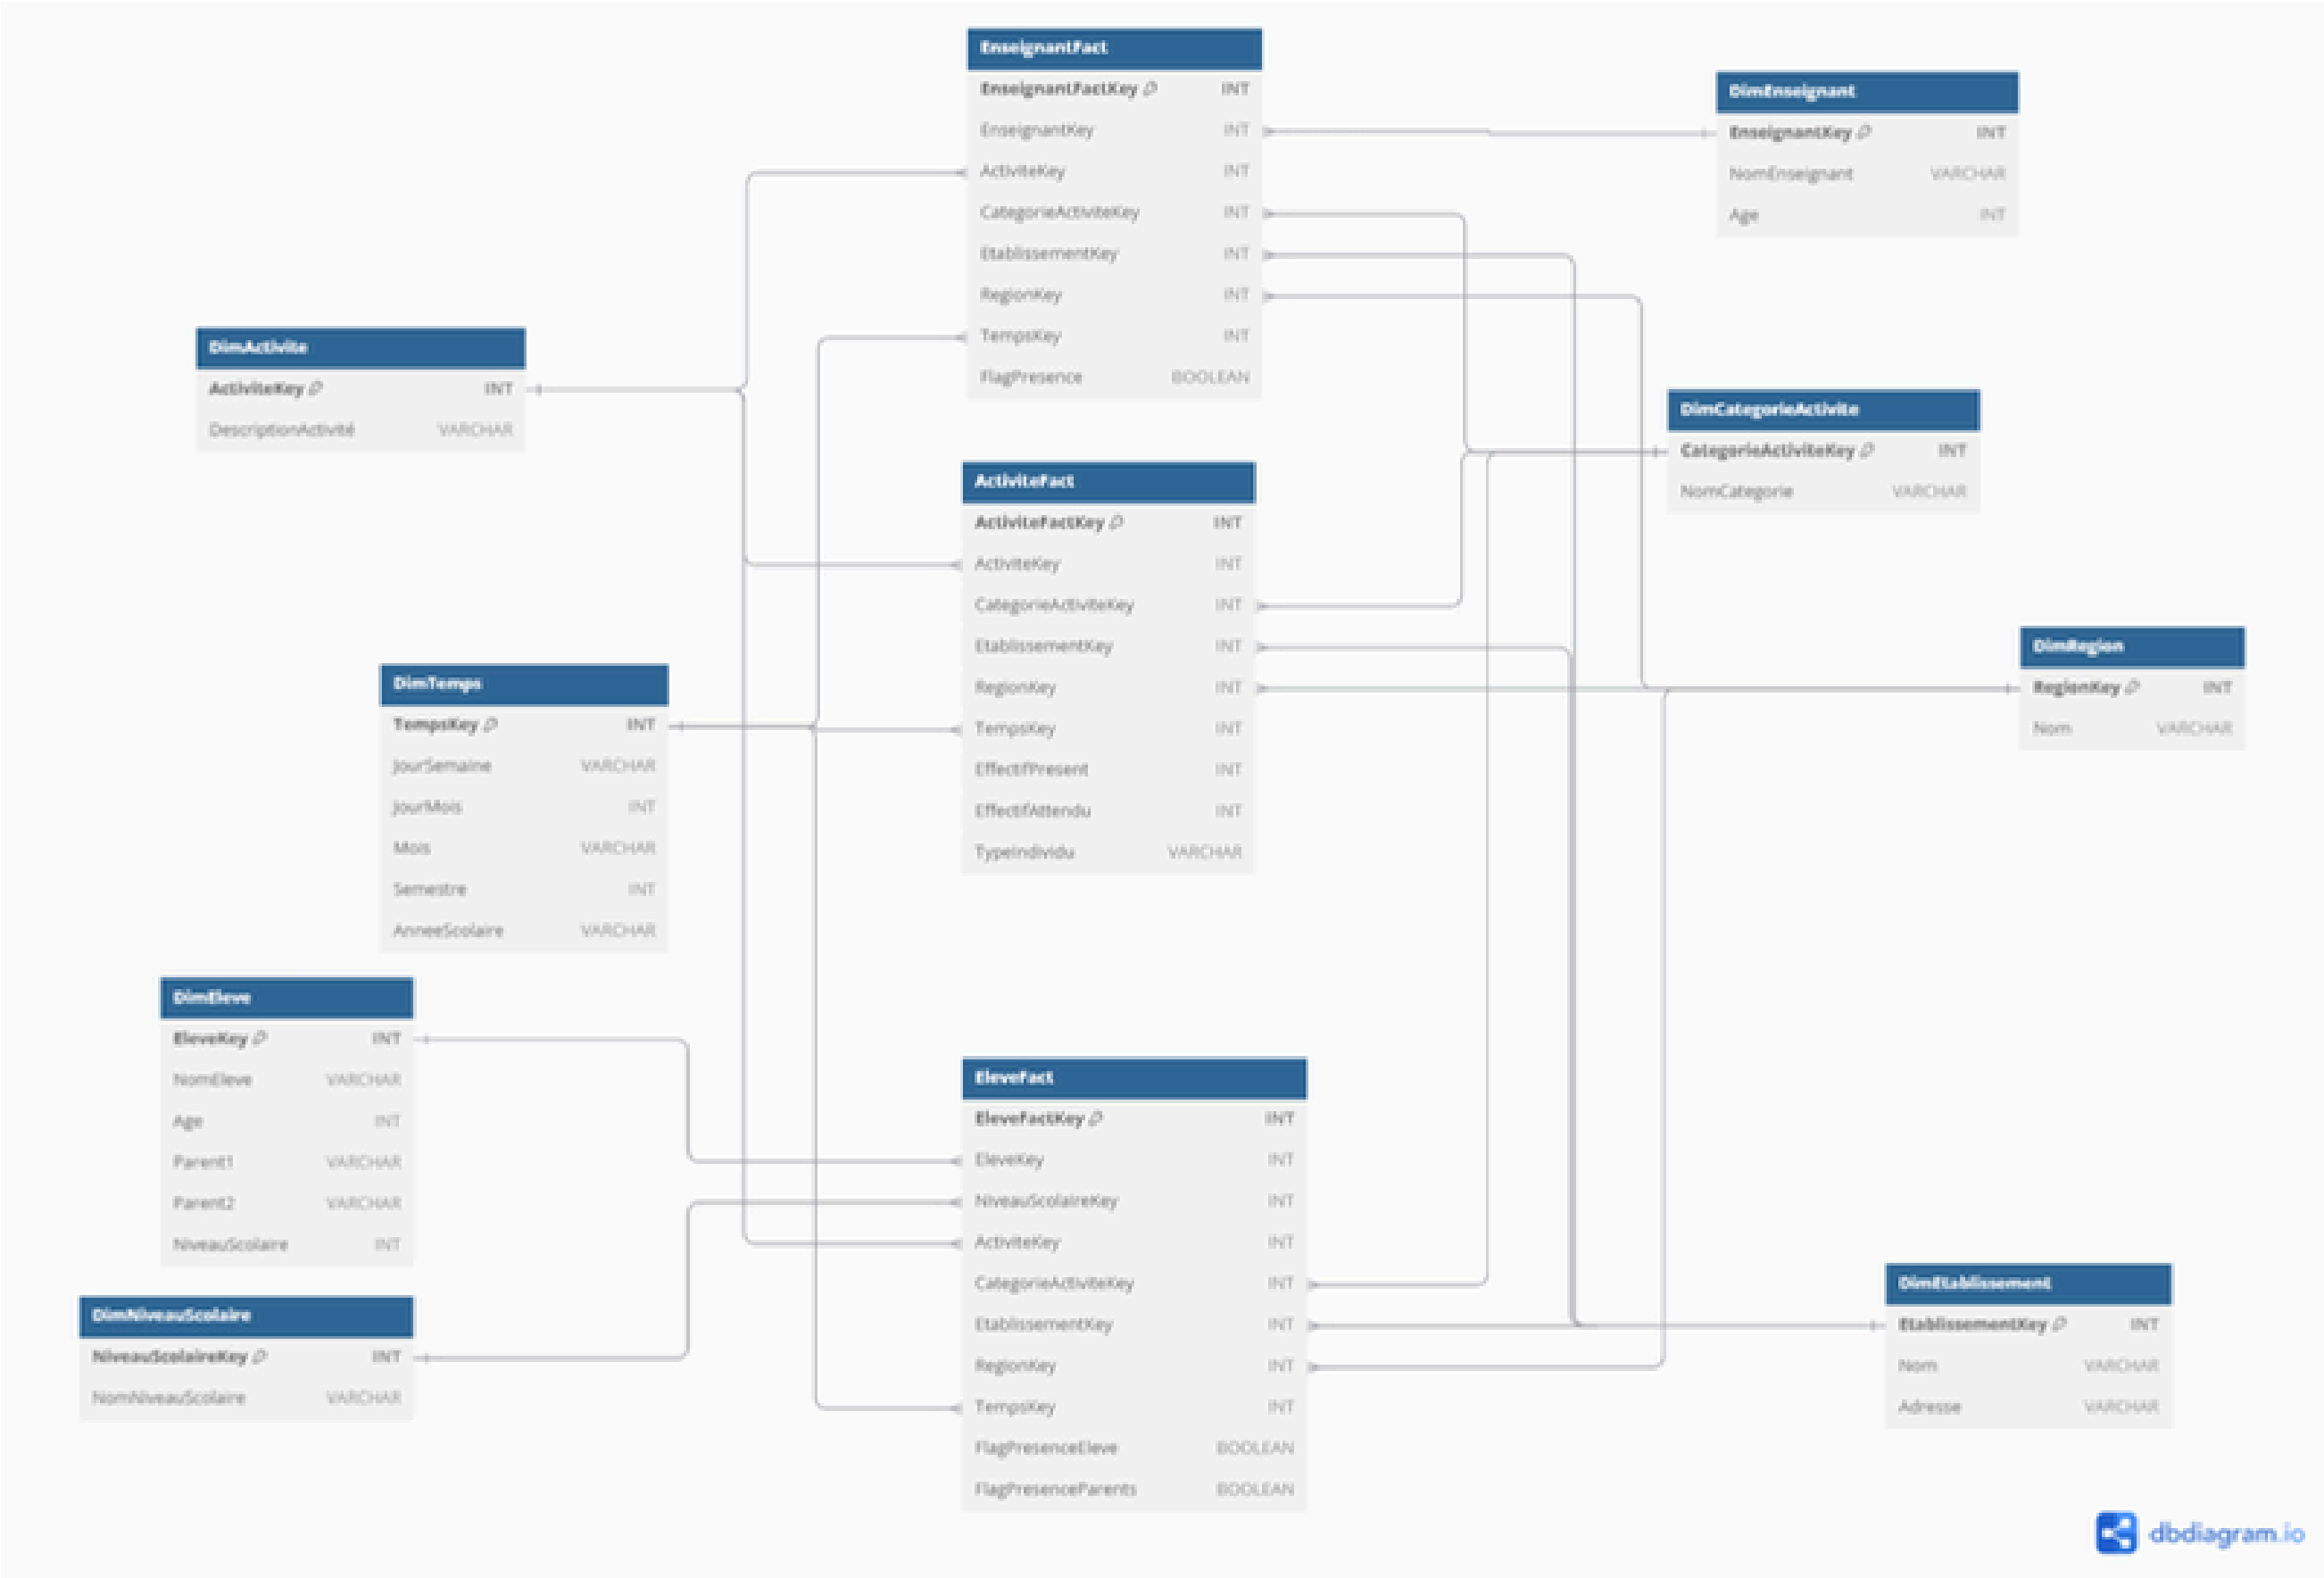 EnseignantFact
EnseignantFactKey INT
EnseignantKey INT
ActiviteKey INT
CategorieActiviteKey INT
EtablissementKey INT
RegionKey INT
TempsKey INT
FlagPresence BOOLEAN
DimEnseignant
EnseignantKey INT
NomEnseignant VARCHAR
Age INT
DimActivite
ActiviteKey INT
DescriptionActivité VARCHAR
DimCategorieActivite
CategorieActiviteKey INT
NomCategorie VARCHAR
ActiviteFact
ActiviteFactKey INT
ActiviteKey INT
CategorieActiviteKey INT
EtablissementKey INT
RegionKey INT
TempsKey INT
EffectifPresent INT
EffectifAttendu INT
TypeIndividu VARCHAR
DimRegion
RegionKey INT
Nom VARCHAR
DimTemps
TempsKey INT
JourSemaine VARCHAR
JourMois INT
Mois VARCHAR
Semestre INT
AnneeScolaire VARCHAR
DimEleve
EleveKey INT
NomEleve VARCHAR
Age INT
Parent1 VARCHAR
Parent2 VARCHAR
NiveauScolaire INT
DimNiveauScolaire
NiveauScolaireKey INT
NomNiveauScolaire VARCHAR
EleveFact
EleveFactKey INT
EleveKey INT
NiveauScolaireKey INT
ActiviteKey INT
CategorieActiviteKey INT
EtablissementKey INT
RegionKey INT
TempsKey INT
FlagPresenceEleve BOOLEAN
FlagPresenceParents BOOLEAN
DimEtablissement
EtablissementKey INT
Nom VARCHAR
Adresse VARCHAR
dbdiagram.io